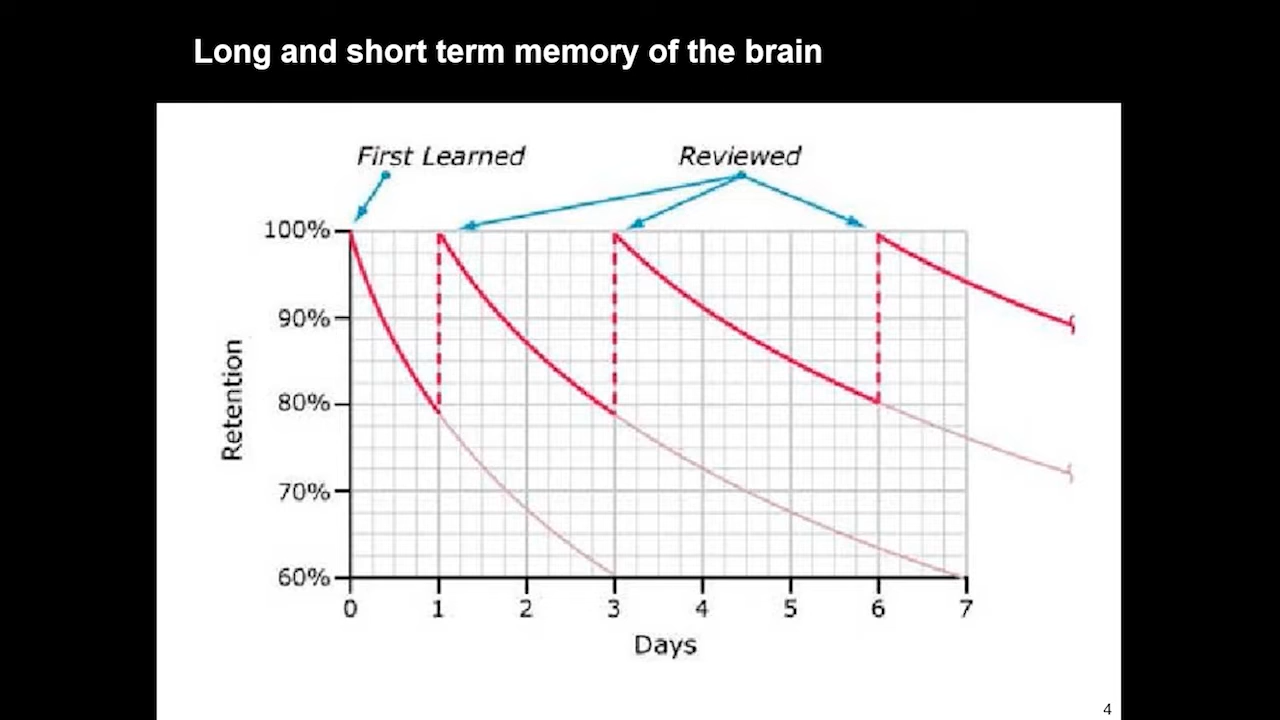 Long and short term memory of the brain
First Learned
Reviewed
100%
90%
80%
70%
60%
Retention
0 1 2 3 4 5 6 7
Days
4